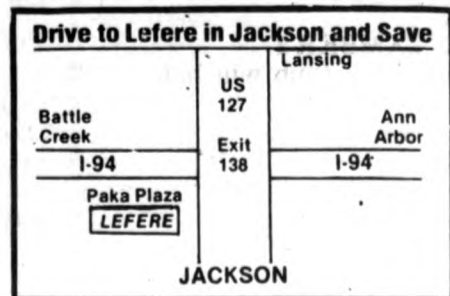 Drive to Lefere in Jackson and Save
Lansing
US
127
Battle
Creek
Ann
Arbor
Exit
138
I-94
I-94
Paka Plaza
LEFERE
JACKSON